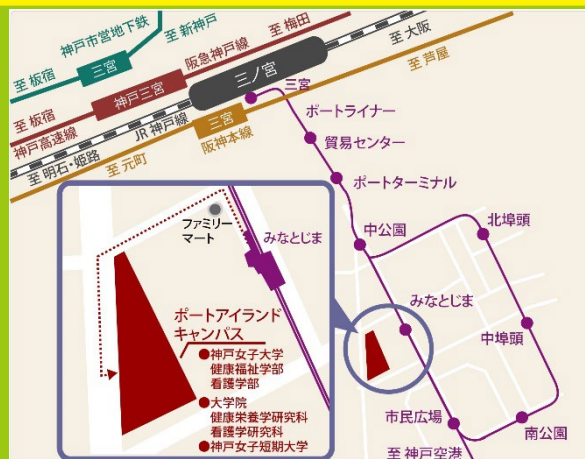 神戸市営地下鉄
至 新神戸
阪急神戸線
至 梅田
至 板宿
三宮
三ノ宮
至 大阪
神戸三宮
三宮
至 芦屋
至 板宿
神戸高速線
JR 神戸線
三宮
阪神本線
至 明石・姫路
至 元町
ポートライナー
貿易センター
ポートターミナル
中公園
北埠頭
みなとじま
中埠頭
市民広場
南公園
至 神戸空港
ファミリー
マート
みなとじま
ポートアイランド
キャンパス
●神戸女子大学
健康福祉学部
看護学部
●大学院
健康栄養学研究科
看護学研究科
●神戸女子短期大学